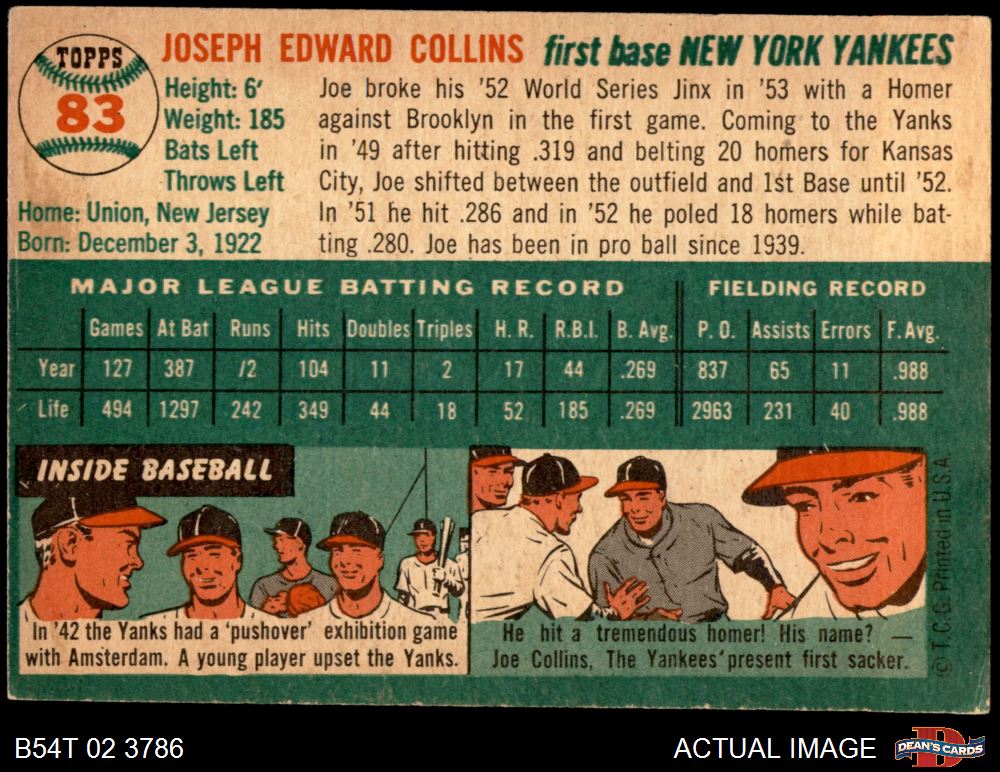 TOPPS
83
JOSEPH EDWARD COLLINS first base NEW YORK YANKEES
Height: 6'
Weight: 185
Bats Left
Throws Left
Home: Union, New Jersey
Born: December 3, 1922
Joe broke his '52 World Series Jinx in '53 with a Homer
against Brooklyn in the first game. Coming to the Yanks
in '49 after hitting .319 and belting 20 homers for Kansas
City, Joe shifted between the outfield and 1st Base until '52.
In '51 he hit .286 and in '52 he poled 18 homers while bat-
ting .280. Joe has been in pro ball since 1939.
MAJOR LEAGUE BATTING RECORD FIELDING RECORD
Games At Bat Runs Hits Doubles Triples H. R. R.B.I. B. Avg. P. O. Assists Errors F. Avg.
Year 127 387 /2 104 11 2 17 44 .269 837 65 11 .988
Life 494 1297 242 349 44 18 52 185 .269 2963 231 40 .988
INSIDE BASEBALL
In '42 the Yanks had a 'pushover' exhibition game
with Amsterdam. A young player upset the Yanks.
He hit a tremendous homer! His name? —
Joe Collins, The Yankees' present first sacker.
© T. C. G. Printed in U.S.A.
B54T 02 3786
ACTUAL IMAGE
D
DEAN'S CARDS